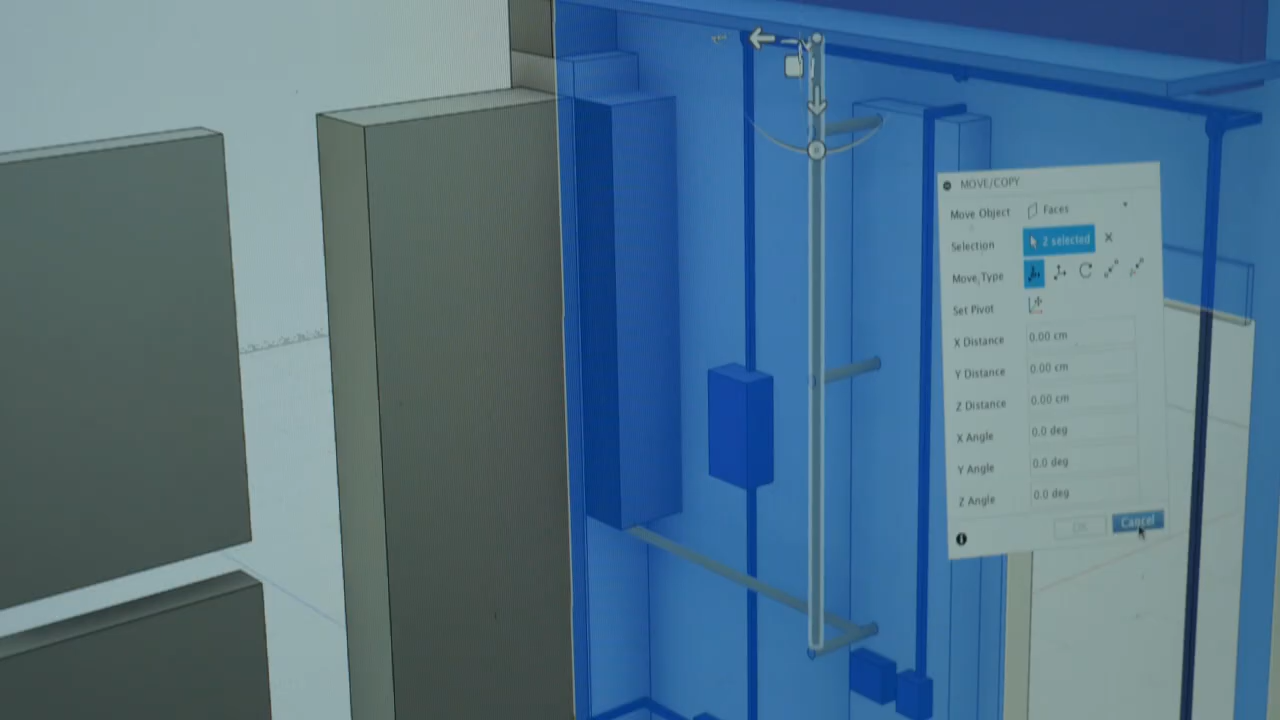 MOVE/COPY
Move Object Faces
Selection 2 selected
Move Type
Set Pivot
X Distance 0.00 cm
Y Distance 0.00 cm
Z Distance 0.00 cm
X Angle 0.0 deg
Y Angle 0.0 deg
Z Angle 0.0 deg
OK Cancel